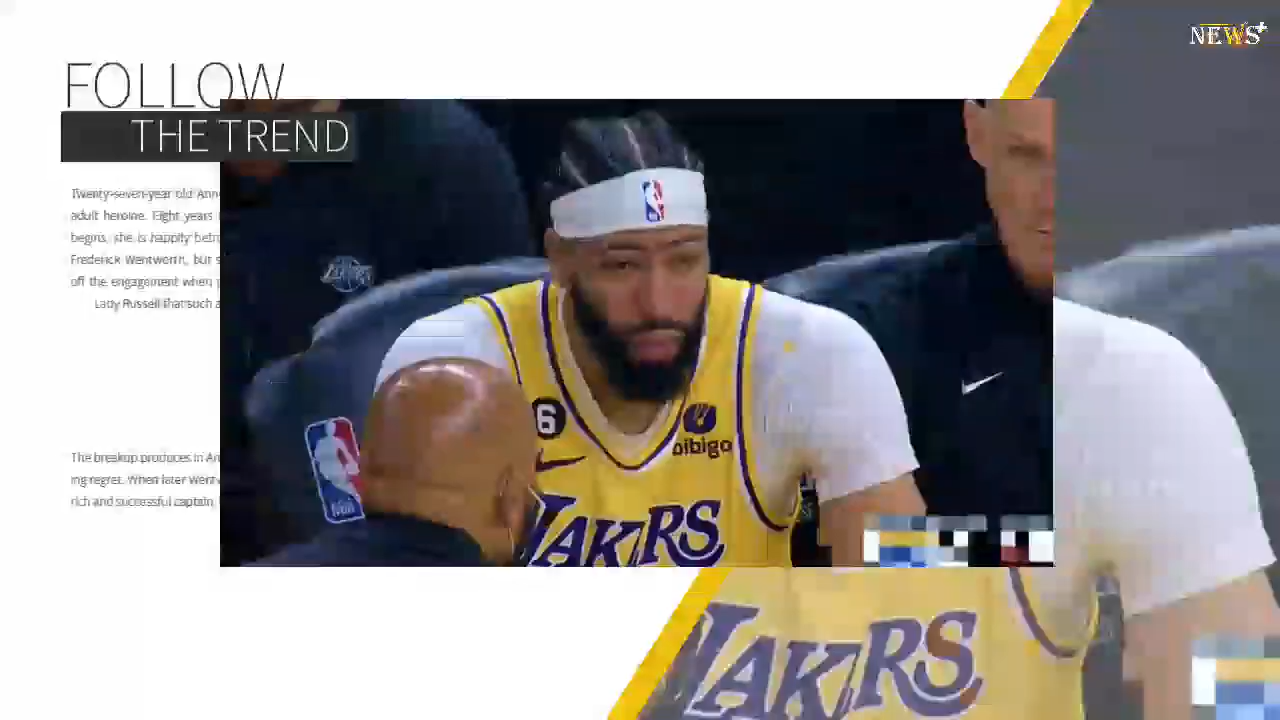 NEWS+
FOLLOW
THE TREND
Twenty-seven-year old Ann
adult heroine. Eight years
begins, she is happily betr
Frederick Wentworth, but s
off the engagement when p
Lady Russell that such a
The breakup produces in An
ing regret. When later Wentw
rich and successful captain,
6
bibigo
LAKERS
LAKERS